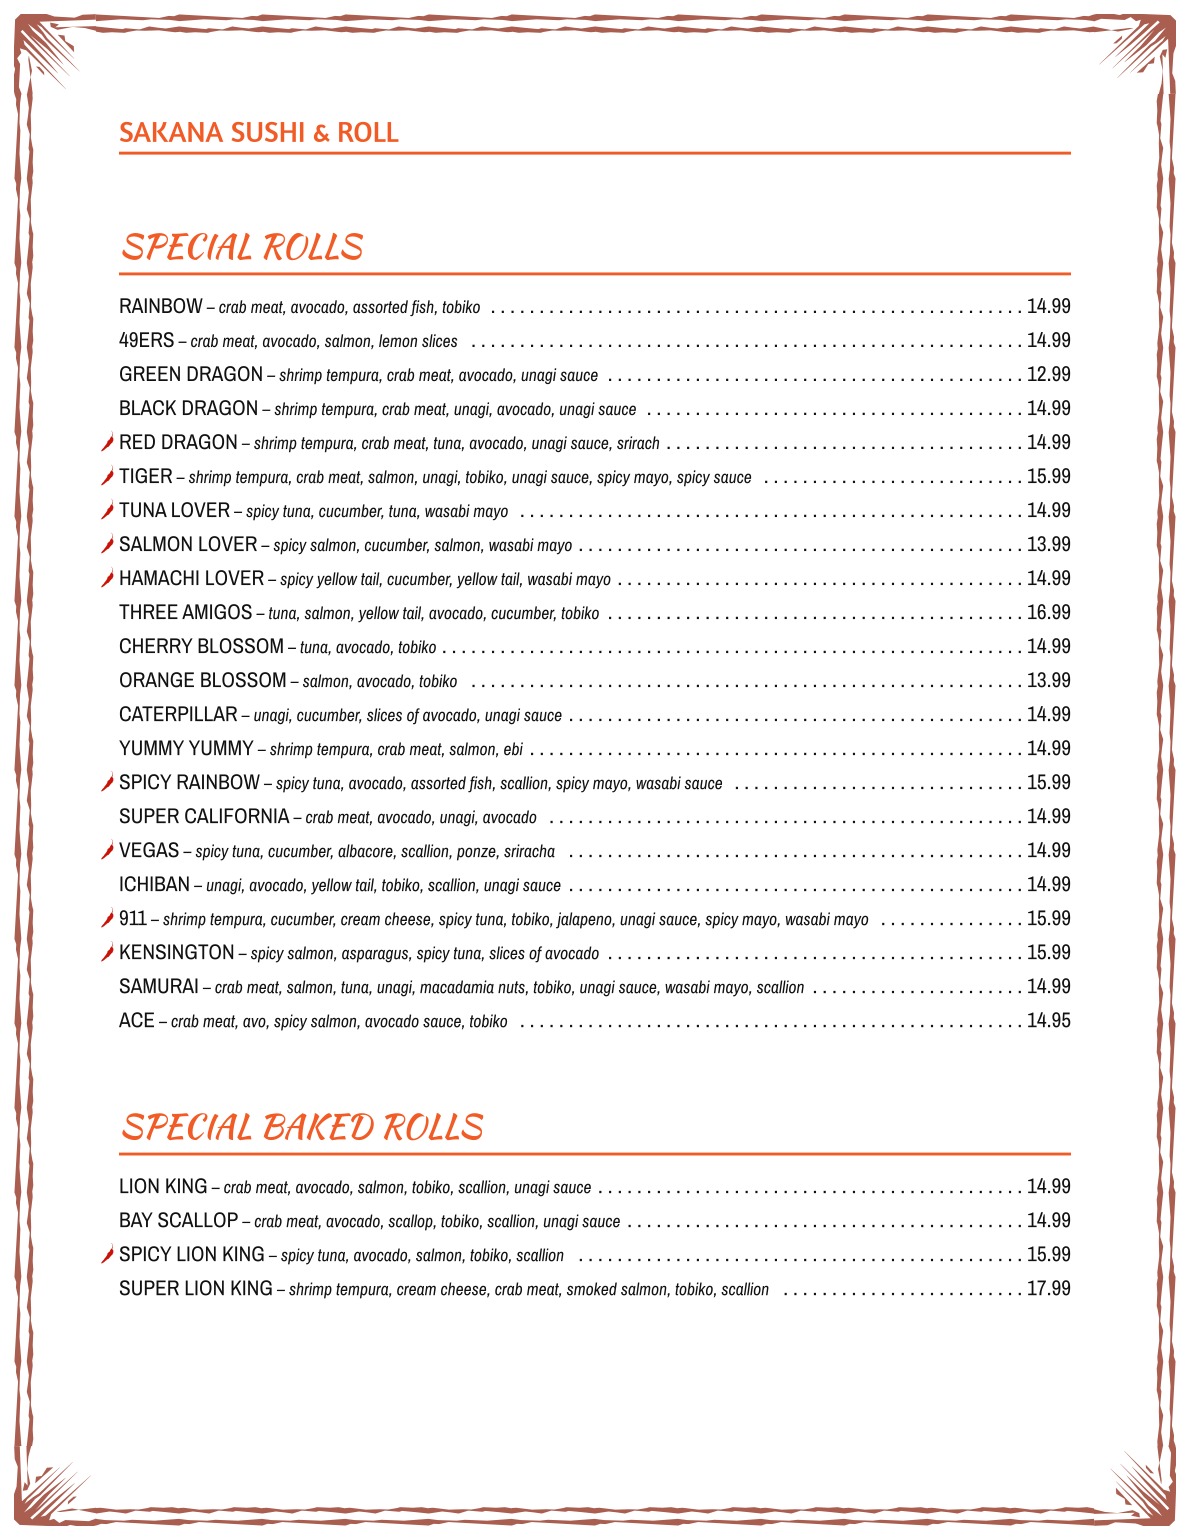 SAKANA SUSHI & ROLL
SPECIAL ROLLS
RAINBOW – crab meat, avocado, assorted fish, tobiko ........ 14.99
49ERS – crab meat, avocado, salmon, lemon slices ........ 14.99
GREEN DRAGON – shrimp tempura, crab meat, avocado, unagi sauce ........ 12.99
BLACK DRAGON – shrimp tempura, crab meat, unagi, avocado, unagi sauce ........ 14.99
RED DRAGON – shrimp tempura, crab meat, tuna, avocado, unagi sauce, srirach ........ 14.99
TIGER – shrimp tempura, crab meat, salmon, unagi, tobiko, unagi sauce, spicy mayo, spicy sauce ........ 15.99
TUNA LOVER – spicy tuna, cucumber, tuna, wasabi mayo ........ 14.99
SALMON LOVER – spicy salmon, cucumber, salmon, wasabi mayo ........ 13.99
HAMACHI LOVER – spicy yellow tail, cucumber, yellow tail, wasabi mayo ........ 14.99
THREE AMIGOS – tuna, salmon, yellow tail, avocado, cucumber, tobiko ........ 16.99
CHERRY BLOSSOM – tuna, avocado, tobiko ........ 14.99
ORANGE BLOSSOM – salmon, avocado, tobiko ........ 13.99
CATERPILLAR – unagi, cucumber, slices of avocado, unagi sauce ........ 14.99
YUMMY YUMMY – shrimp tempura, crab meat, salmon, ebi ........ 14.99
SPICY RAINBOW – spicy tuna, avocado, assorted fish, scallion, spicy mayo, wasabi sauce ........ 15.99
SUPER CALIFORNIA – crab meat, avocado, unagi, avocado ........ 14.99
VEGAS – spicy tuna, cucumber, albacore, scallion, ponze, sriracha ........ 14.99
ICHIBAN – unagi, avocado, yellow tail, tobiko, scallion, unagi sauce ........ 14.99
911 – shrimp tempura, cucumber, cream cheese, spicy tuna, tobiko, jalapeno, unagi sauce, spicy mayo, wasabi mayo ........ 15.99
KENSINGTON – spicy salmon, asparagus, spicy tuna, slices of avocado ........ 15.99
SAMURAI – crab meat, salmon, tuna, unagi, macadamia nuts, tobiko, unagi sauce, wasabi mayo, scallion ........ 14.99
ACE – crab meat, avo, spicy salmon, avocado sauce, tobiko ........ 14.95
SPECIAL BAKED ROLLS
LION KING – crab meat, avocado, salmon, tobiko, scallion, unagi sauce ........ 14.99
BAY SCALLOP – crab meat, avocado, scallop, tobiko, scallion, unagi sauce ........ 14.99
SPICY LION KING – spicy tuna, avocado, salmon, tobiko, scallion ........ 15.99
SUPER LION KING – shrimp tempura, cream cheese, crab meat, smoked salmon, tobiko, scallion ........ 17.99